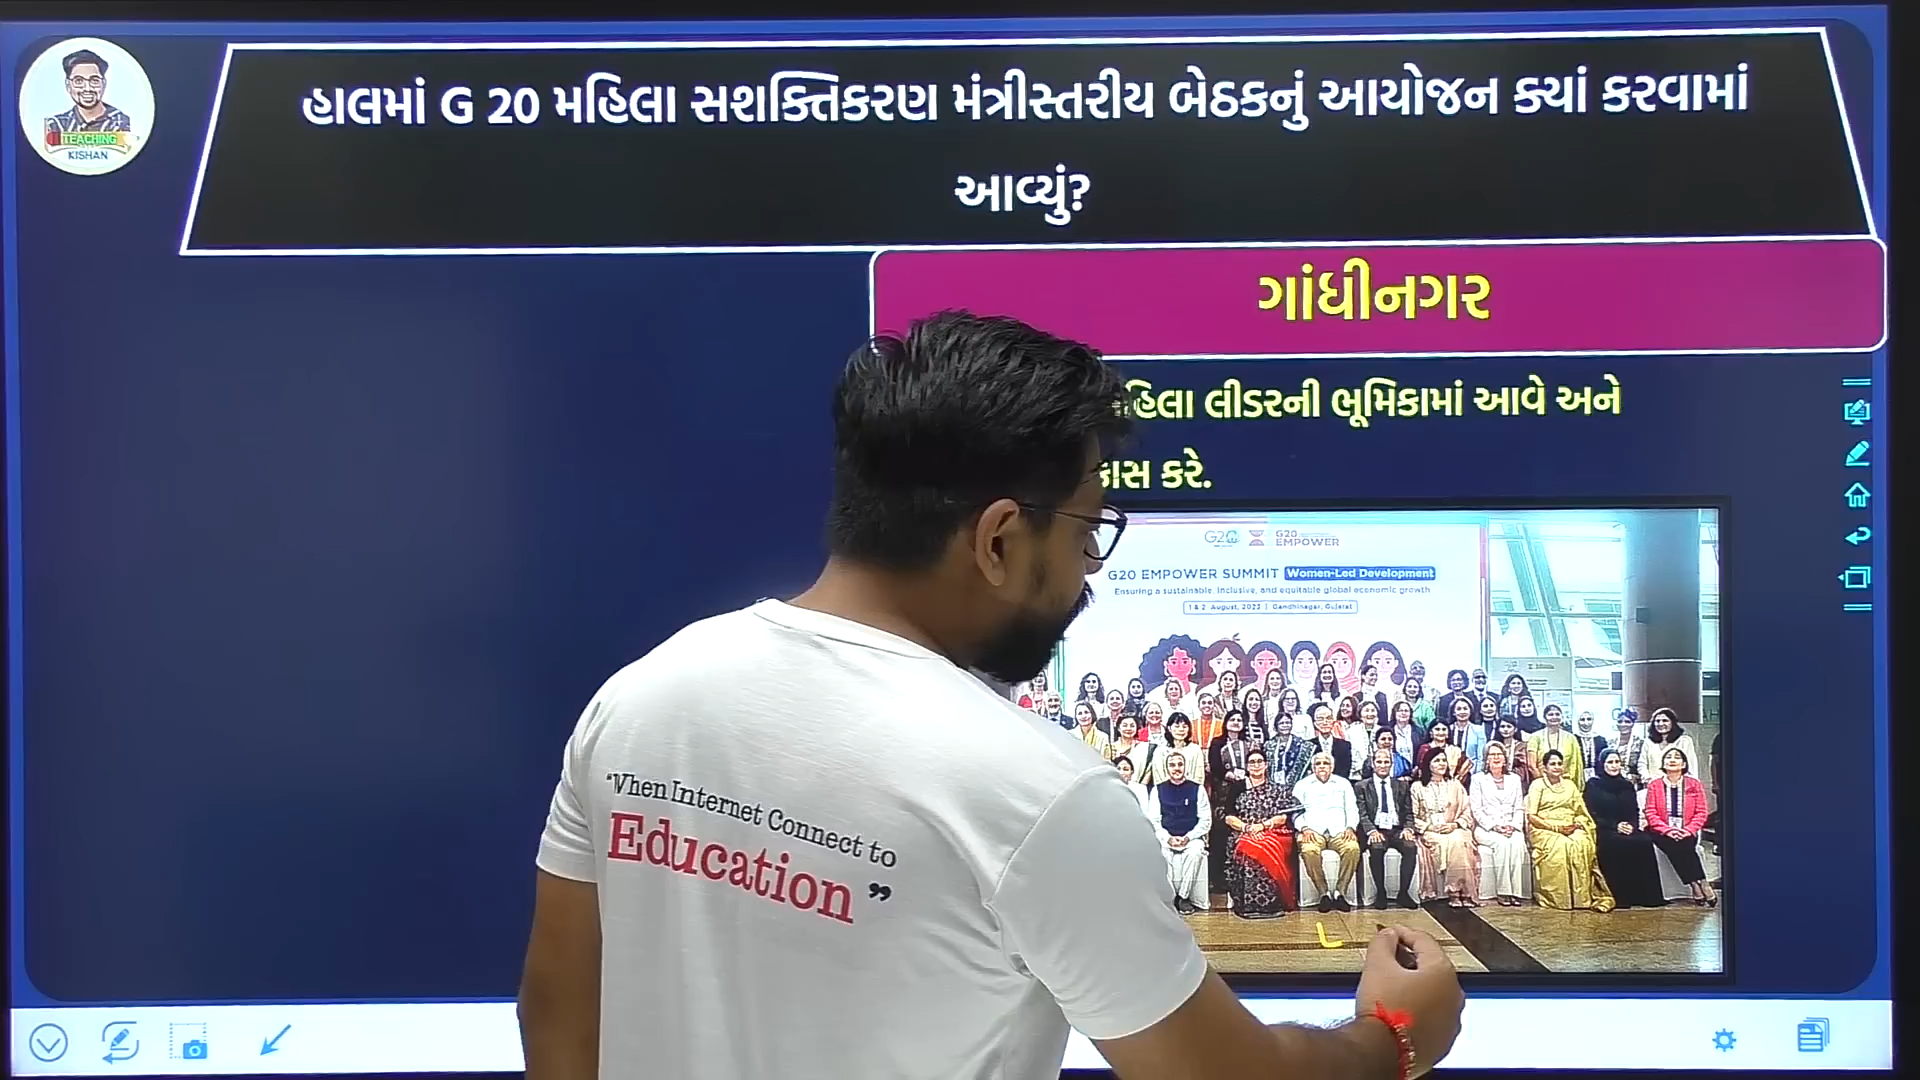 હાલમાં G 20 મહિલા સશક્તિકરણ મંત્રીસ્તરીય બેઠકનું આયોજન ક્યાં કરવામાં
આવ્યું?
TEACHING
KISHAN
ગાંધીનગર
મહિલા લીડરની ભૂમિકામાં આવે અને
કરે.
G20
G20
EMPOWER
G20 EMPOWER SUMMIT Women-Led Development
Ensuring a sustainable, inclusive, and equitable global economic growth
1 & 2 August, 2023 | Gandhinagar, Gujarat
“When Internet Connect to
Education ”